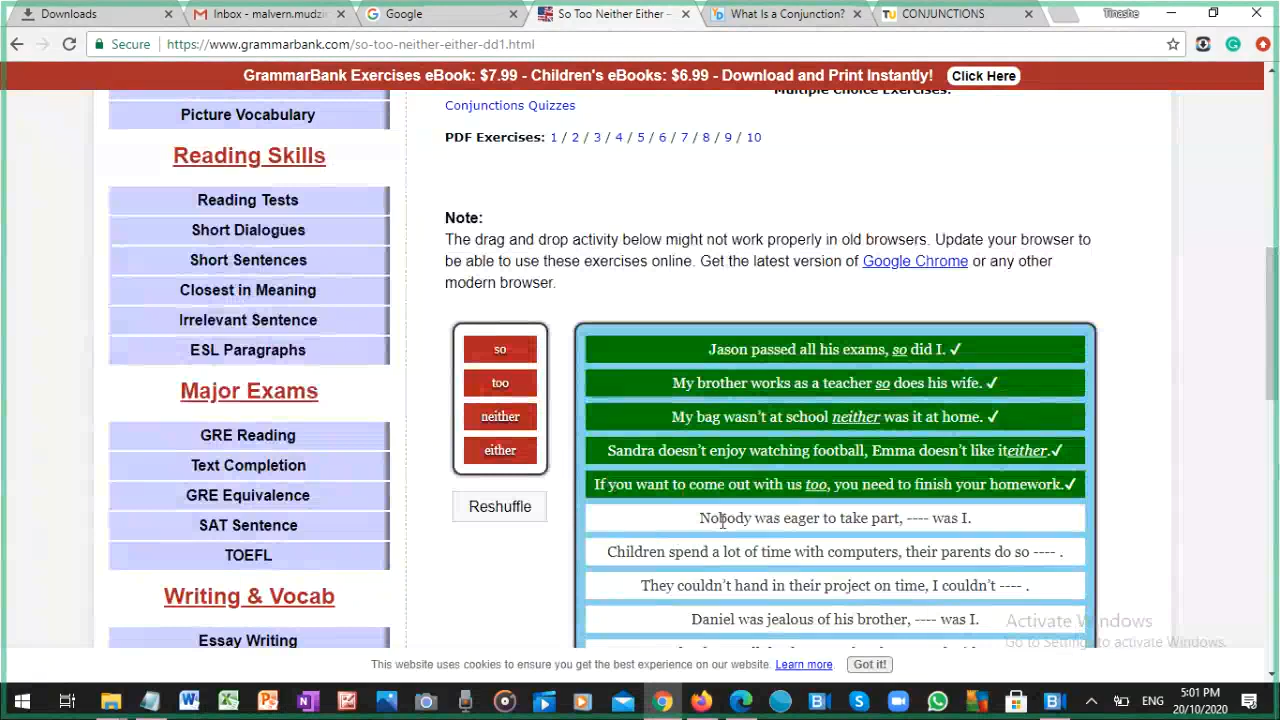 Downloads
Inbox - malvern.mudzi
Google
So Too Neither Either –
What Is a Conjunction?
CONJUNCTIONS
Tinashe
Secure
https://www.grammarbank.com/so-too-neither-either-dd1.html
GrammarBank Exercises eBook: $7.99 - Children's eBooks: $6.99 - Download and Print Instantly!
Click Here
Multiple Choice Exercises:
Conjunctions Quizzes
Picture Vocabulary
PDF Exercises: 1 / 2 / 3 / 4 / 5 / 6 / 7 / 8 / 9 / 10
Reading Skills
Reading Tests
Short Dialogues
Short Sentences
Closest in Meaning
Irrelevant Sentence
ESL Paragraphs
Major Exams
GRE Reading
Text Completion
GRE Equivalence
SAT Sentence
TOEFL
Writing & Vocab
Essay Writing
Note:
The drag and drop activity below might not work properly in old browsers. Update your browser to
be able to use these exercises online. Get the latest version of Google Chrome or any other
modern browser.
so
too
neither
either
Reshuffle
Jason passed all his exams, so did I. ✓
My brother works as a teacher so does his wife. ✓
My bag wasn't at school neither was it at home. ✓
Sandra doesn't enjoy watching football, Emma doesn't like iteither.✓
If you want to come out with us too, you need to finish your homework.✓
Nobody was eager to take part, ---- was I.
Children spend a lot of time with computers, their parents do so ---- .
They couldn't hand in their project on time, I couldn't ---- .
Daniel was jealous of his brother, ---- was I.
Activate Windows
Go to Settings to activate Windows.
This website uses cookies to ensure you get the best experience on our website. Learn more
Got it!
ENG
5:01 PM
20/10/2020